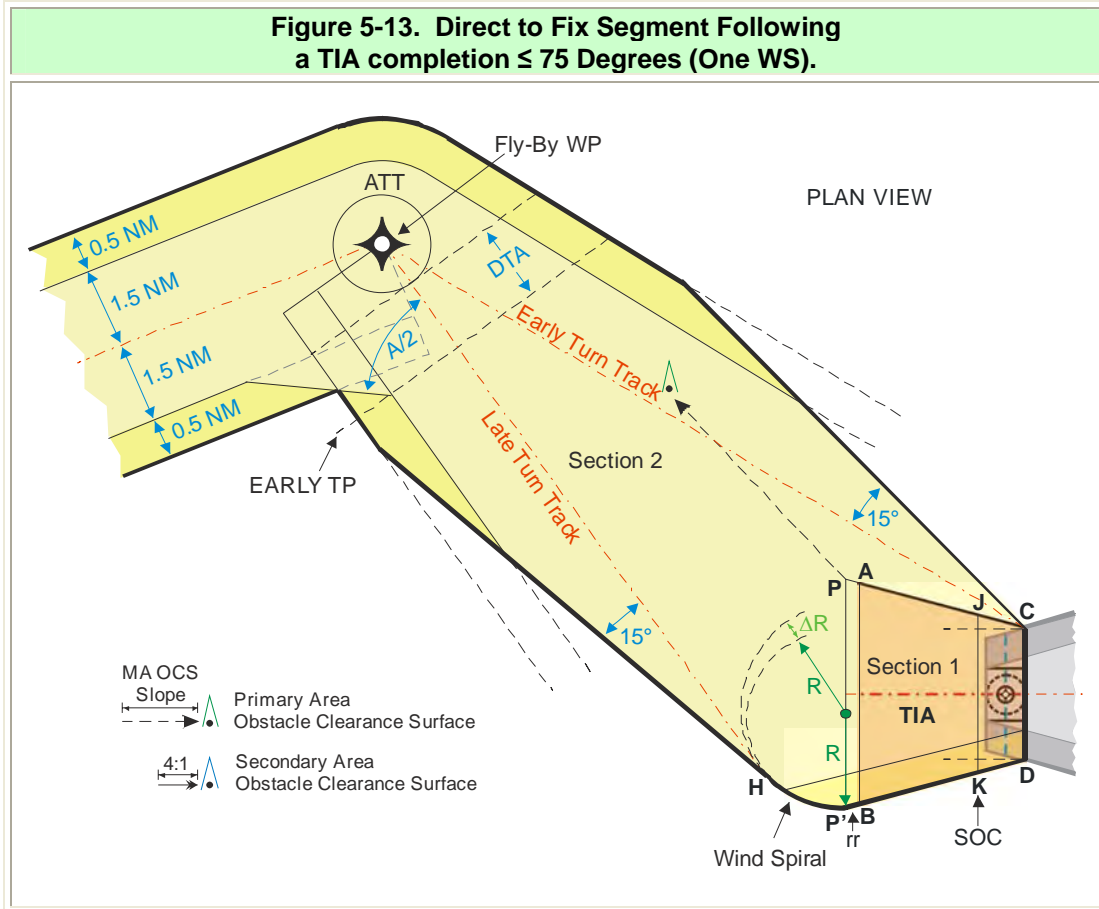 Figure 5-13. Direct to Fix Segment Following
a TIA completion ≤ 75 Degrees (One WS).
Fly-By WP
ATT
PLAN VIEW
0.5 NM
1.5 NM
DTA
Early Turn Track
A/2
1.5 NM
0.5 NM
Late Turn Track
Section 2
EARLY TP
15º
P
A
J
C
ΔR
15º
R
Section 1
TIA
MA OCS
Slope
Primary Area
Obstacle Clearance Surface
R
4:1
Secondary Area
Obstacle Clearance Surface
H
D
K
P' B
rr
SOC
Wind Spiral